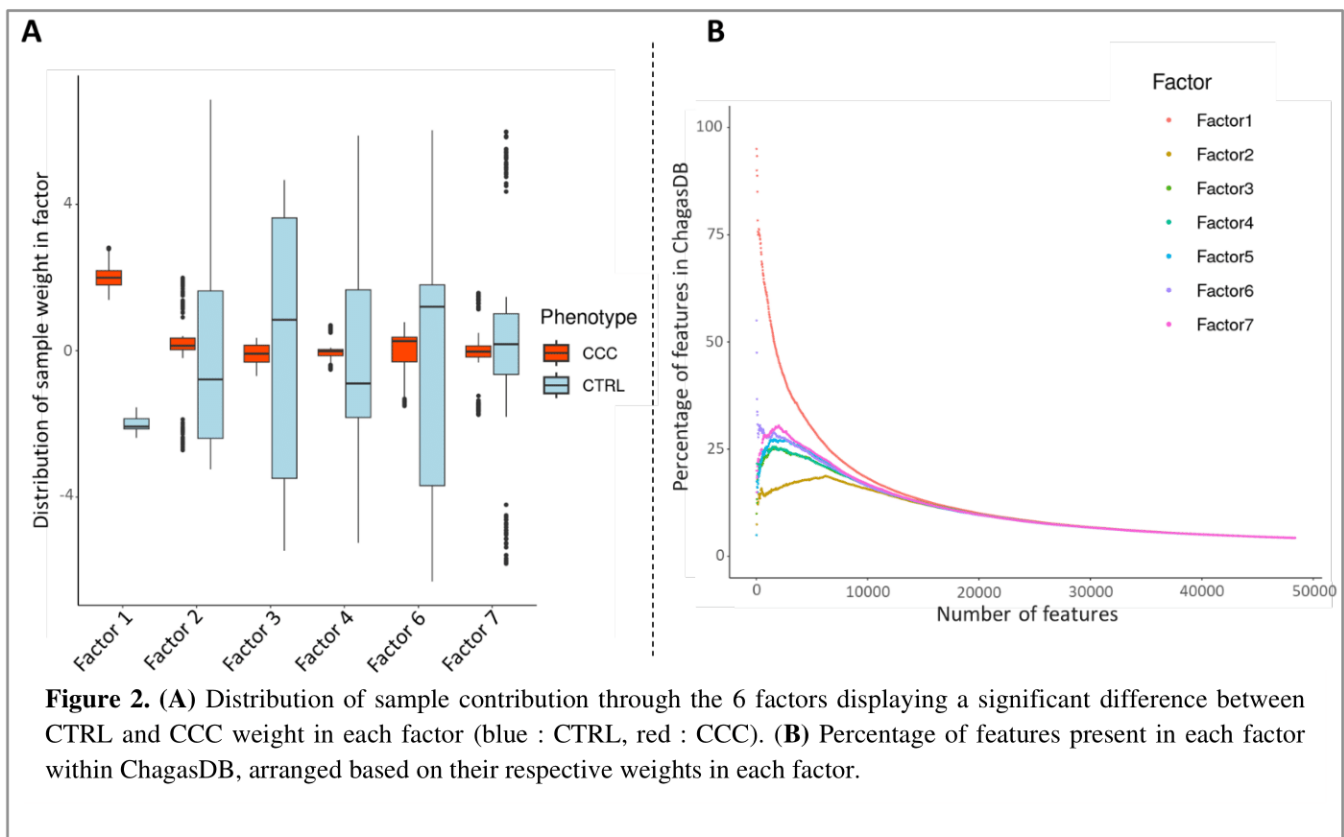 A
B
Distribution of sample weight in factor
4
0
-4
Factor 1
Factor 2
Factor 3
Factor 4
Factor 6
Factor 7
Phenotype
CCC
CTRL
Percentage of features in ChagasDB
100
75
50
25
0
0
10000
20000
30000
40000
50000
Number of features
Factor
Factor1
Factor2
Factor3
Factor4
Factor5
Factor6
Factor7
Figure 2. (A) Distribution of sample contribution through the 6 factors displaying a significant difference between
CTRL and CCC weight in each factor (blue : CTRL, red : CCC). (B) Percentage of features present in each factor
within ChagasDB, arranged based on their respective weights in each factor.